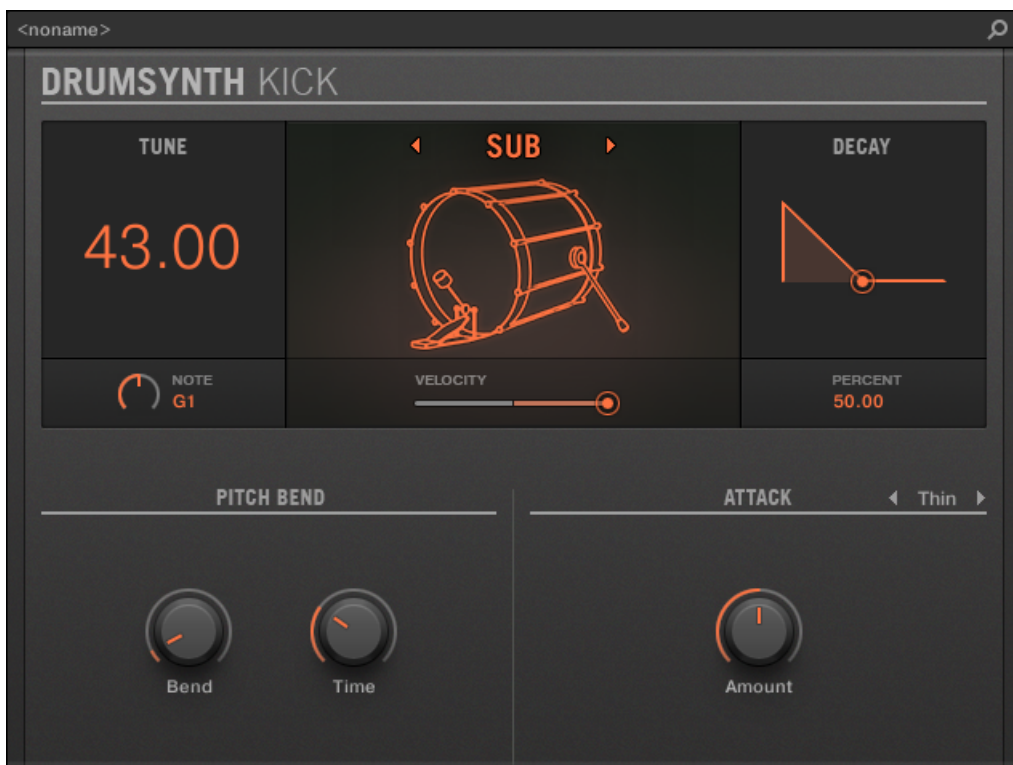 <noname>
DRUMSYNTH KICK
TUNE
SUB
DECAY
43.00
NOTE
G1
VELOCITY
PERCENT
50.00
PITCH BEND
ATTACK
Thin
Bend
Time
Amount